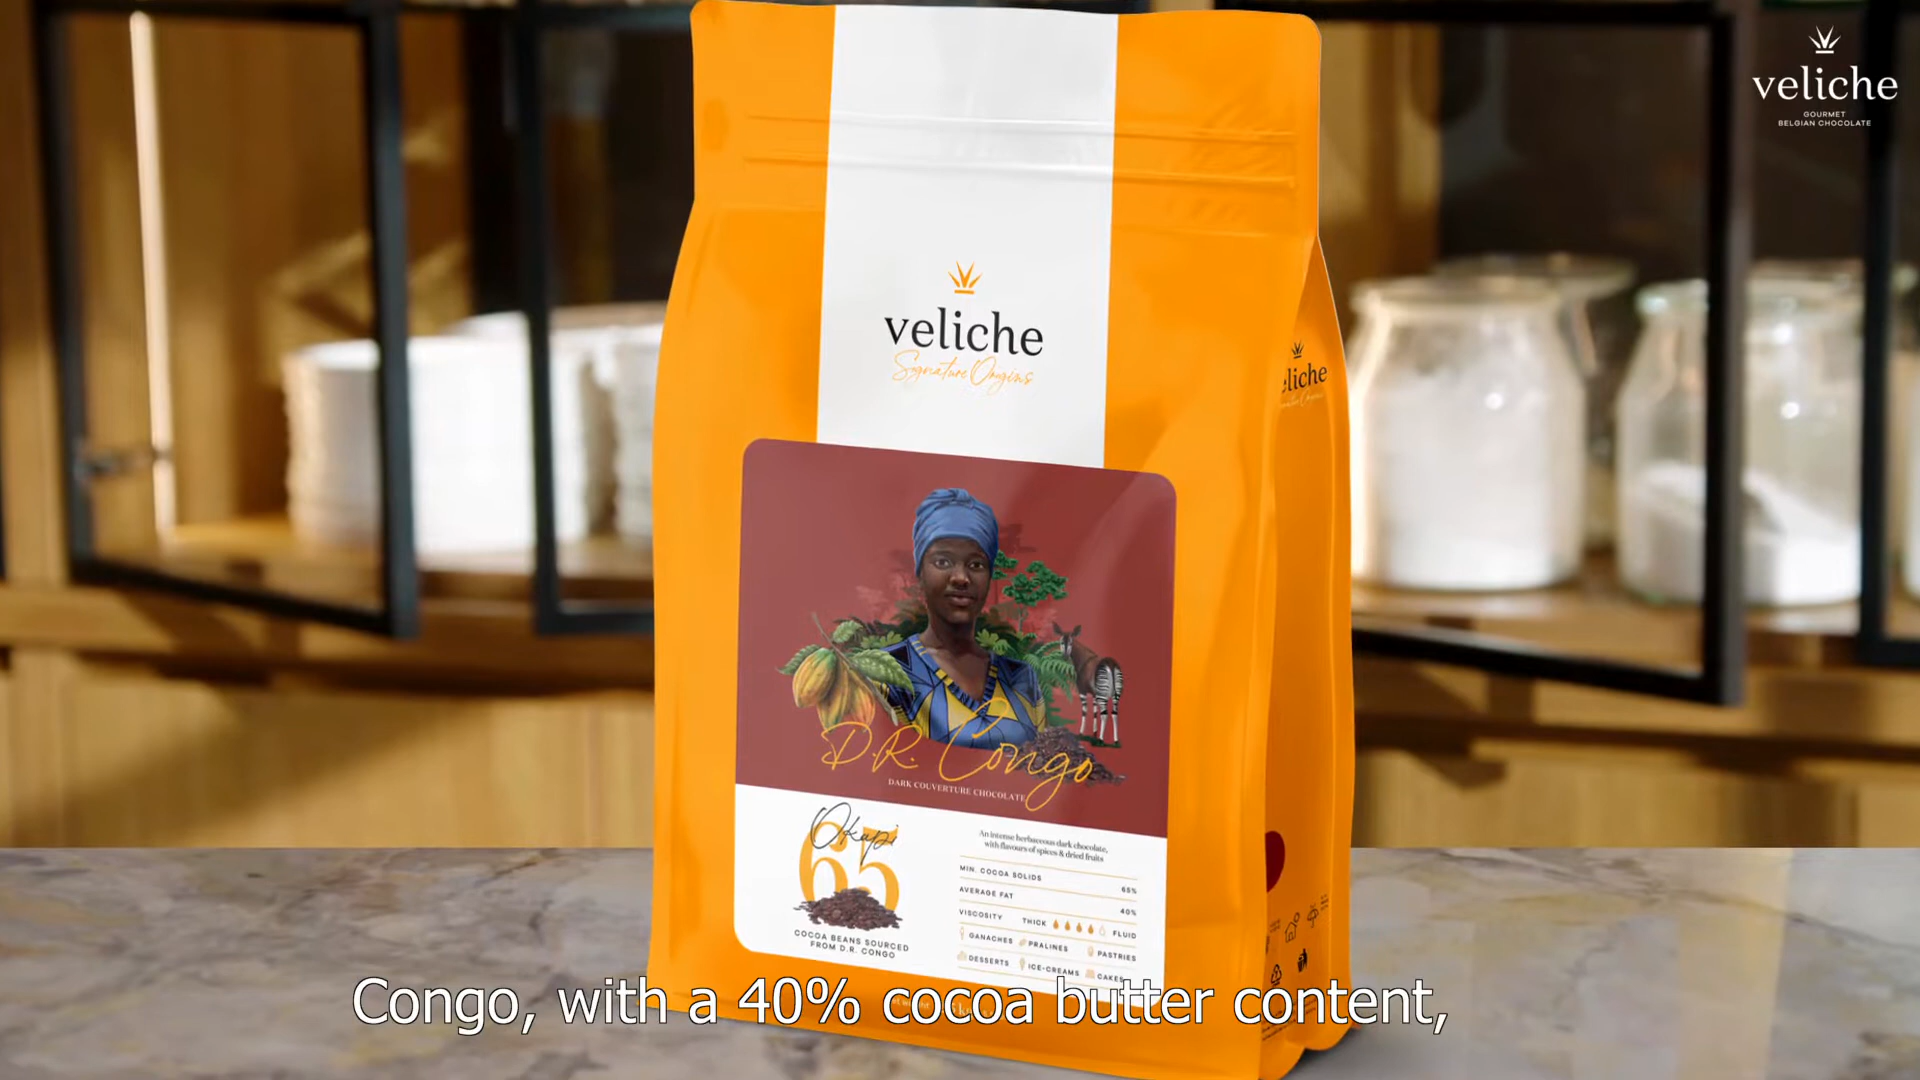 veliche
GOURMET
BELGIAN CHOCOLATE
veliche
Signature Origins
eliche
D.R. Congo
DARK COUVERTURE CHOCOLATE
Okapi
65
COCOA BEANS SOURCED
FROM D.R. CONGO
An intense herbaceous dark chocolate,
with flavours of spices & dried fruits
MIN. COCOA SOLIDS 65%
AVERAGE FAT 40%
VISCOSITY THICK FLUID
GANACHES PRALINES PASTRIES
DESSERTS ICE-CREAMS CAKES
Congo, with a 40% cocoa butter content,